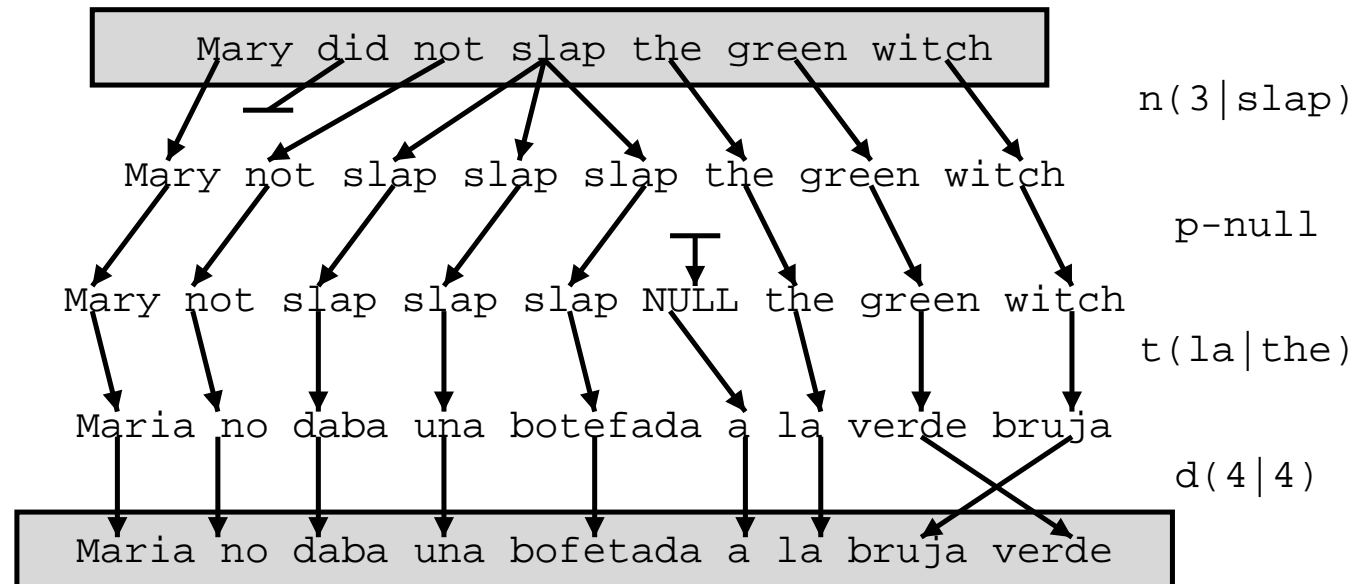 Mary did not slap the green witch
n(3|slap)
Mary not slap slap slap the green witch
p-null
Mary not slap slap slap NULL the green witch
t(la|the)
Maria no daba una botefada a la verde bruja
d(4|4)
Maria no daba una bofetada a la bruja verde